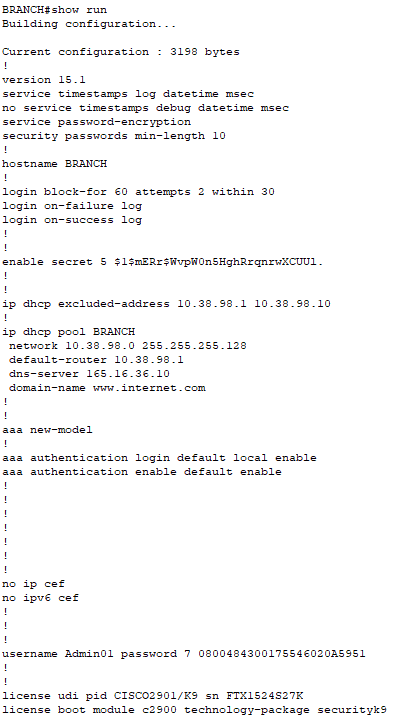 BRANCH#show run
Building configuration...
Current configuration : 3198 bytes
!
version 15.1
service timestamps log datetime msec
no service timestamps debug datetime msec
service password-encryption
security passwords min-length 10
!
hostname BRANCH
!
login block-for 60 attempts 2 within 30
login on-failure log
login on-success log
!
!
enable secret 5 $1$mERr$WvpW0n5HghRrqnrwXCUUl.
!
!
ip dhcp excluded-address 10.38.98.1 10.38.98.10
!
ip dhcp pool BRANCH
network 10.38.98.0 255.255.255.128
default-router 10.38.98.1
dns-server 165.16.36.10
domain-name www.internet.com
!
!
aaa new-model
!
aaa authentication login default local enable
aaa authentication enable default enable
!
!
!
!
!
!
!
no ip cef
no ipv6 cef
!
!
!
username Admin01 password 7 0800484300175546020A5951
!
!
license udi pid CISCO2901/K9 sn FTX1524S27K
license boot module c2900 technology-package securityk9